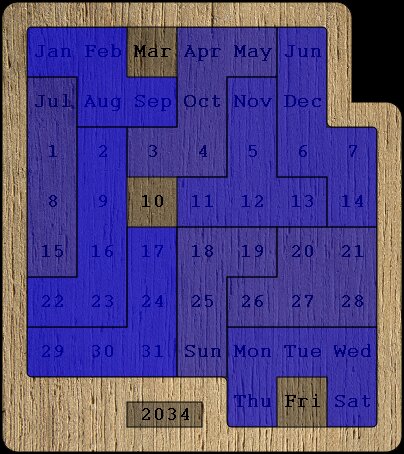 Jan Feb Mar Apr May Jun
Jul Aug Sep Oct Nov Dec
1 2 3 4 5 6 7
8 9 10 11 12 13 14
15 16 17 18 19 20 21
22 23 24 25 26 27 28
29 30 31 Sun Mon Tue Wed
Thu Fri Sat
2034